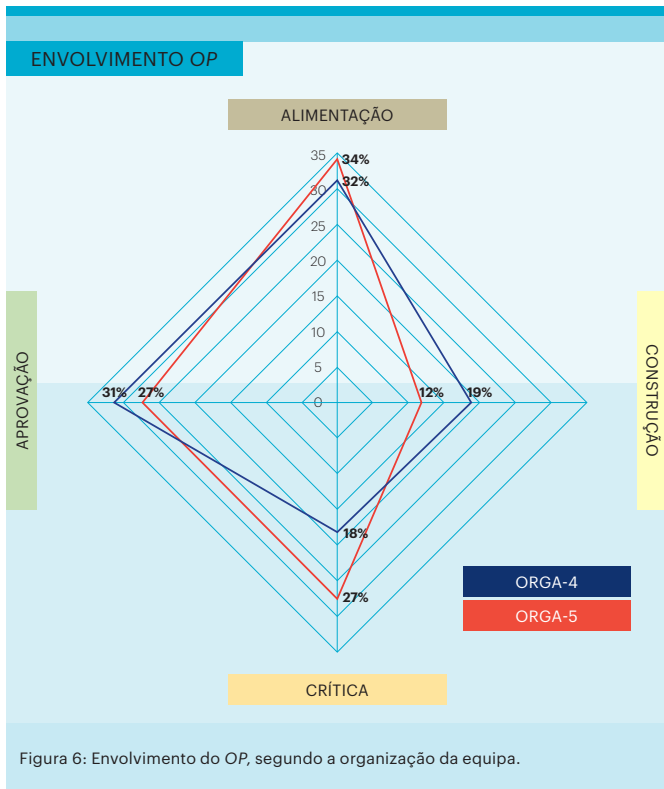 ENVOLVIMENTO OP
ALIMENTAÇÃO
35
34%
32%
30
25
20
15
10
5
0
APROVAÇÃO
31%
27%
12%
19%
CONSTRUÇÃO
18%
27%
ORGA-4
ORGA-5
CRÍTICA
Figura 6: Envolvimento do OP, segundo a organização da equipa.